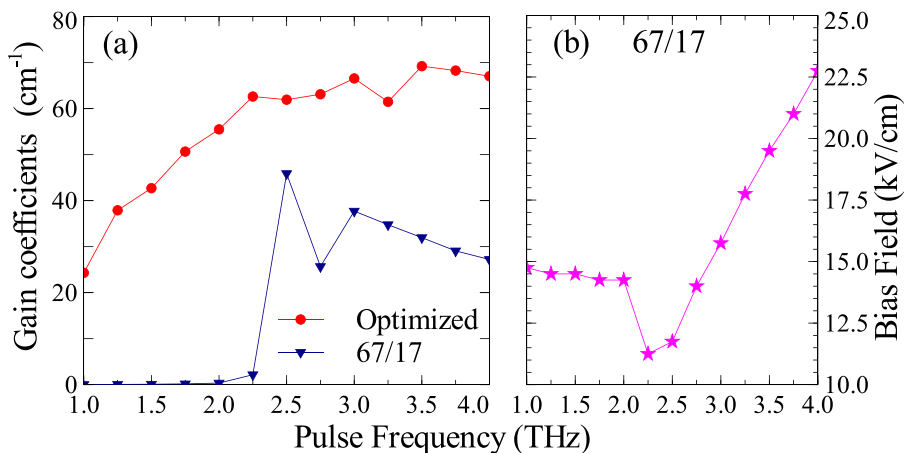 (a)
(b)
67/17
Gain coefficients (cm⁻¹)
80
60
40
20
0
Optimized
67/17
1.0 1.5 2.0 2.5 3.0 3.5 4.0
25.0
22.5
20.0
17.5
15.0
12.5
10.0
Bias Field (kV/cm)
1.0 1.5 2.0 2.5 3.0 3.5 4.0
Pulse Frequency (THz)